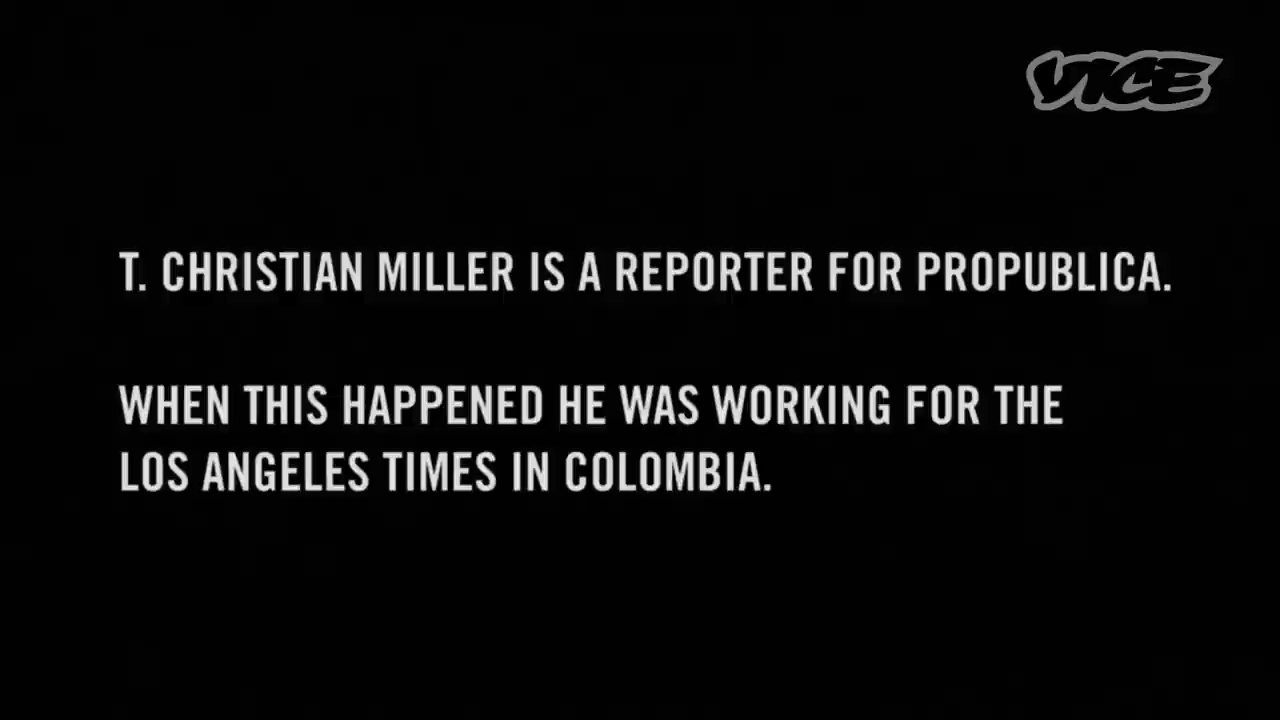 VICE
T. CHRISTIAN MILLER IS A REPORTER FOR PROPUBLICA.
WHEN THIS HAPPENED HE WAS WORKING FOR THE
LOS ANGELES TIMES IN COLOMBIA.